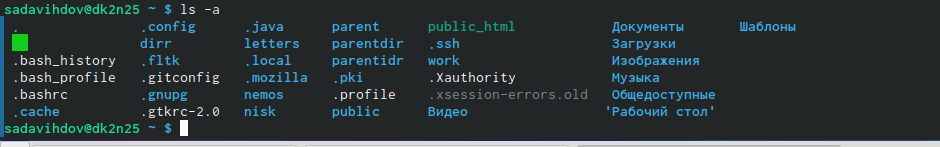 sadavihdov@dk2n25 ~ $ ls -a
. .config .java parent public_html Документы Шаблоны
dirr letters parentdir .ssh Загрузки
.bash_history .fltk .local parentidr work Изображения
.bash_profile .gitconfig .mozilla .pki .Xauthority Музыка
.bashrc .gnupg nemos .profile .xsession-errors.old Общедоступные
.cache .gtkrc-2.0 nisk public Видео 'Рабочий стол'
sadavihdov@dk2n25 ~ $